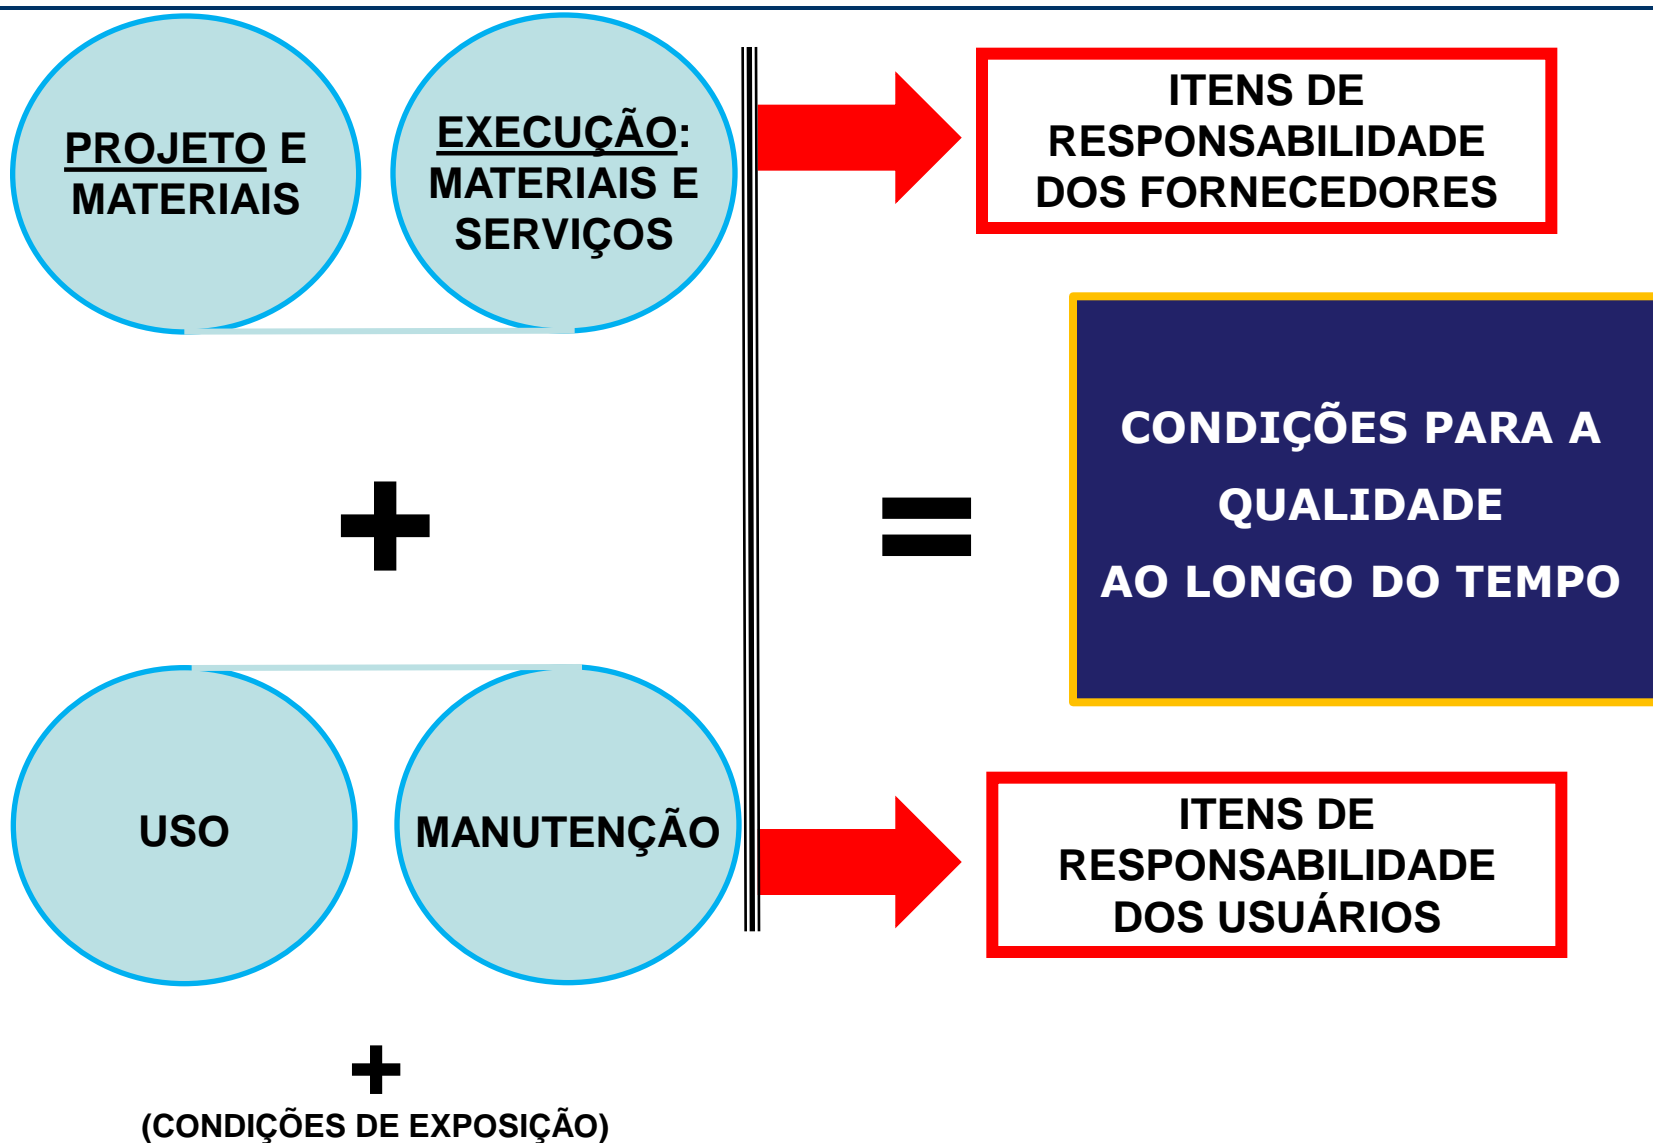 PROJETO E
MATERIAIS
EXECUÇÃO:
MATERIAIS E
SERVIÇOS
ITENS DE
RESPONSABILIDADE
DOS FORNECEDORES
+
=
CONDIÇÕES PARA A
QUALIDADE
AO LONGO DO TEMPO
USO
MANUTENÇÃO
ITENS DE
RESPONSABILIDADE
DOS USUÁRIOS
+
(CONDIÇÕES DE EXPOSIÇÃO)